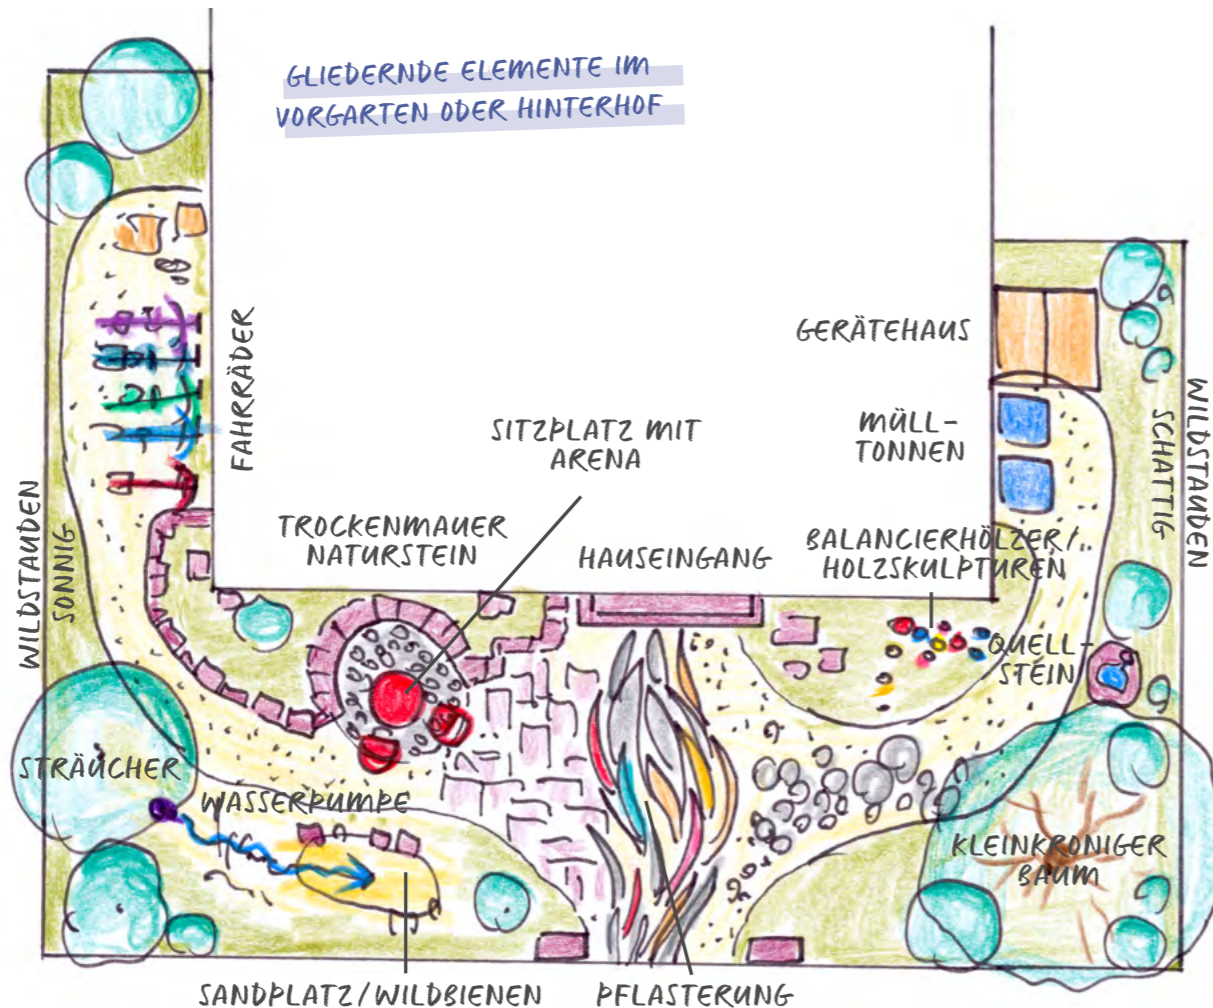 GLIEDERNDE ELEMENTE IM
VORGARTEN ODER HINTERHOF
GERÄTEHAUS
FAHRRÄDER
SITZPLATZ MIT
ARENA
MÜLL-
TONNEN
WILDSTAUDEN
SCHATTIG
WILDSTAUDEN
SONNIG
TROCKENMAUER
NATURSTEIN
HAUSEINGANG
BALANCIERHÖLZER/..
HOLZSKULPTUREN
QUELL-
STEIN
STRÄUCHER
WASSERPUMPE
KLEINKRONIGER
BAUM
SANDPLATZ/WILDBIENEN
PFLASTERUNG